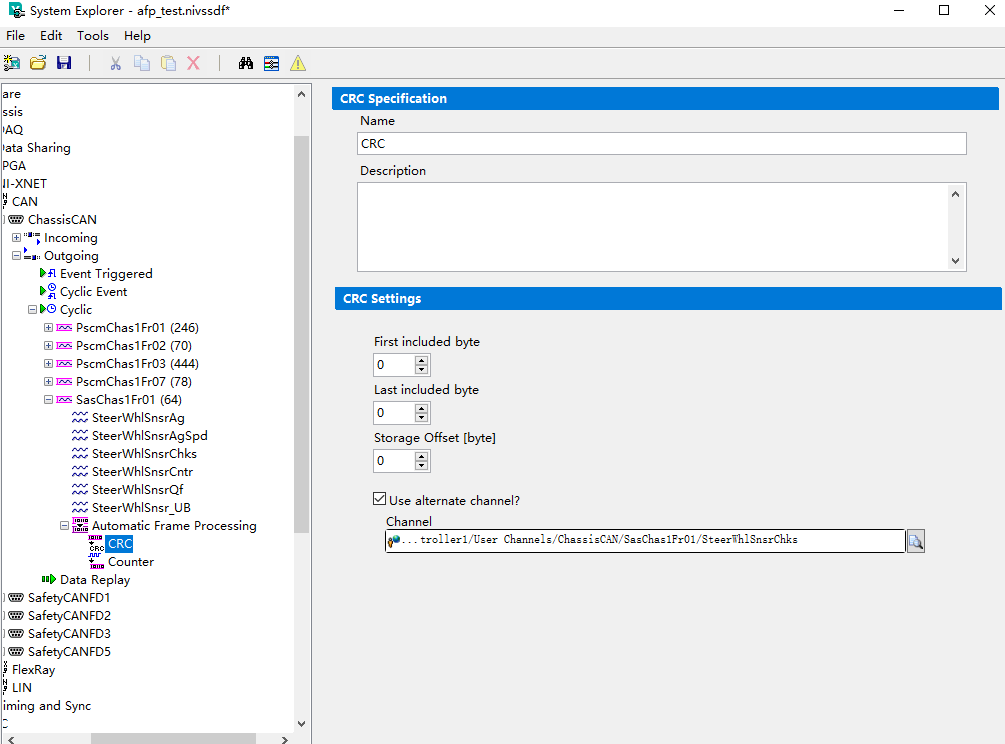 System Explorer - afp_test.nivssdf*
File Edit Tools Help
are
ssis
AQ
ata Sharing
PGA
II-XNET
CAN
ChassisCAN
Incoming
Outgoing
Event Triggered
Cyclic Event
Cyclic
PscmChas1Fr01 (246)
PscmChas1Fr02 (70)
PscmChas1Fr03 (444)
PscmChas1Fr07 (78)
SasChas1Fr01 (64)
SteerWhlSnsrAg
SteerWhlSnsrAgSpd
SteerWhlSnsrChks
SteerWhlSnsrCntr
SteerWhlSnsrQf
SteerWhlSnsr_UB
Automatic Frame Processing
CRC
Counter
Data Replay
SafetyCANFD1
SafetyCANFD2
SafetyCANFD3
SafetyCANFD5
FlexRay
LIN
iming and Sync
C
CRC Specification
Name
CRC
Description
CRC Settings
First included byte
0
Last included byte
0
Storage Offset [byte]
0
Use alternate channel?
Channel
...troller1/User Channels/ChassisCAN/SasChas1Fr01/SteerWhlSnsrChks